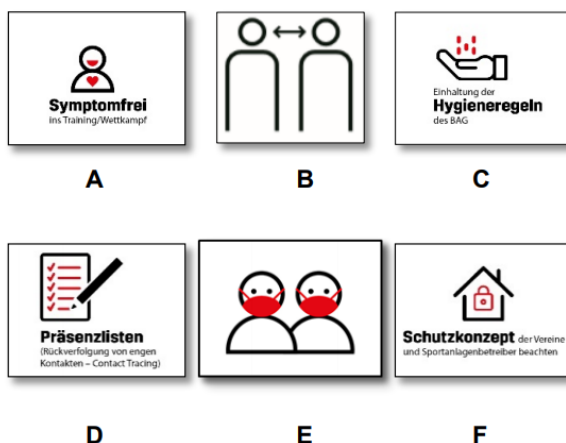 Symptomfrei
ins Training/Wettkampf
Einhaltung der
Hygieneregeln
des BAG
A
B
C
Präsenzlisten
(Rückverfolgung von engen
Kontakten – Contact Tracing)
Schutzkonzept der Vereine
und Sportanlagenbetreiber beachten
D
E
F